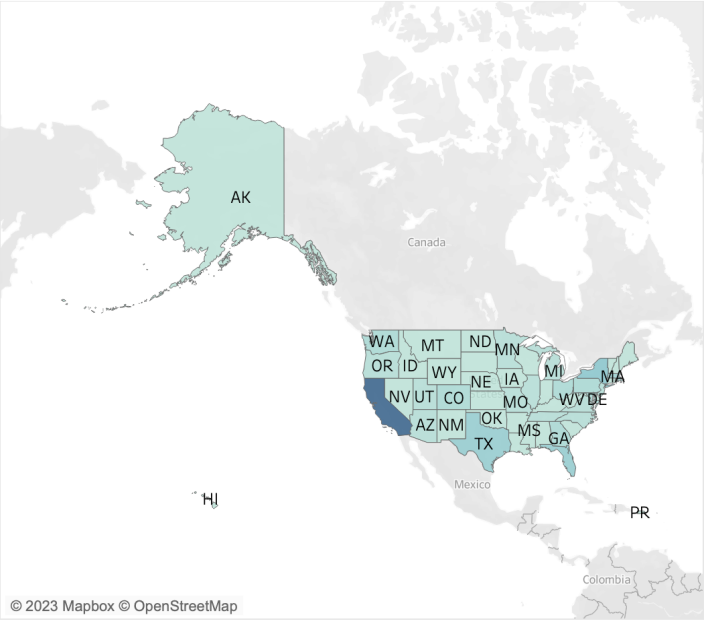 AK
Canada
WA
MT
ND
MN
OR
ID
WY
MI
MA
NE
IA
NV
UT
CO
MO
WV
DE
AZ
NM
OK
MS
GA
TX
Mexico
HI
PR
Colombia
© 2023 Mapbox © OpenStreetMap